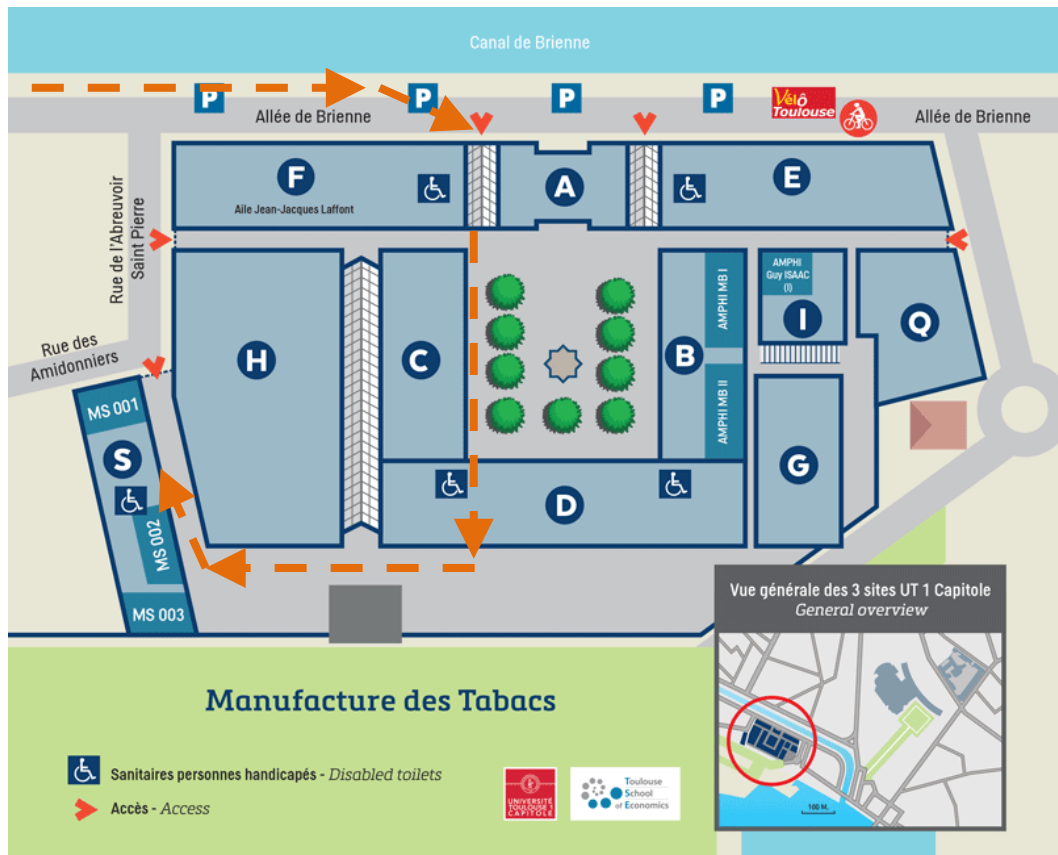 Canal de Brienne
P
P
P
P
Vélô
Toulouse
Allée de Brienne
Allée de Brienne
F
Aile Jean-Jacques Laffont
A
E
Rue de l'Abreuvoir
Saint Pierre
Rue des
Amidonniers
H
C
B
AMPHI MB I
AMPHI MB II
AMPHI
Guy ISAAC
(I)
I
Q
G
D
MS 001
S
MS 002
MS 003
Vue générale des 3 sites UT 1 Capitole
General overview
100 M.
Manufacture des Tabacs
Sanitaires personnes handicapés - Disabled toilets
Accès - Access
UNIVERSITÉ
TOULOUSE 1
CAPITOLE
Toulouse
School
of Economics